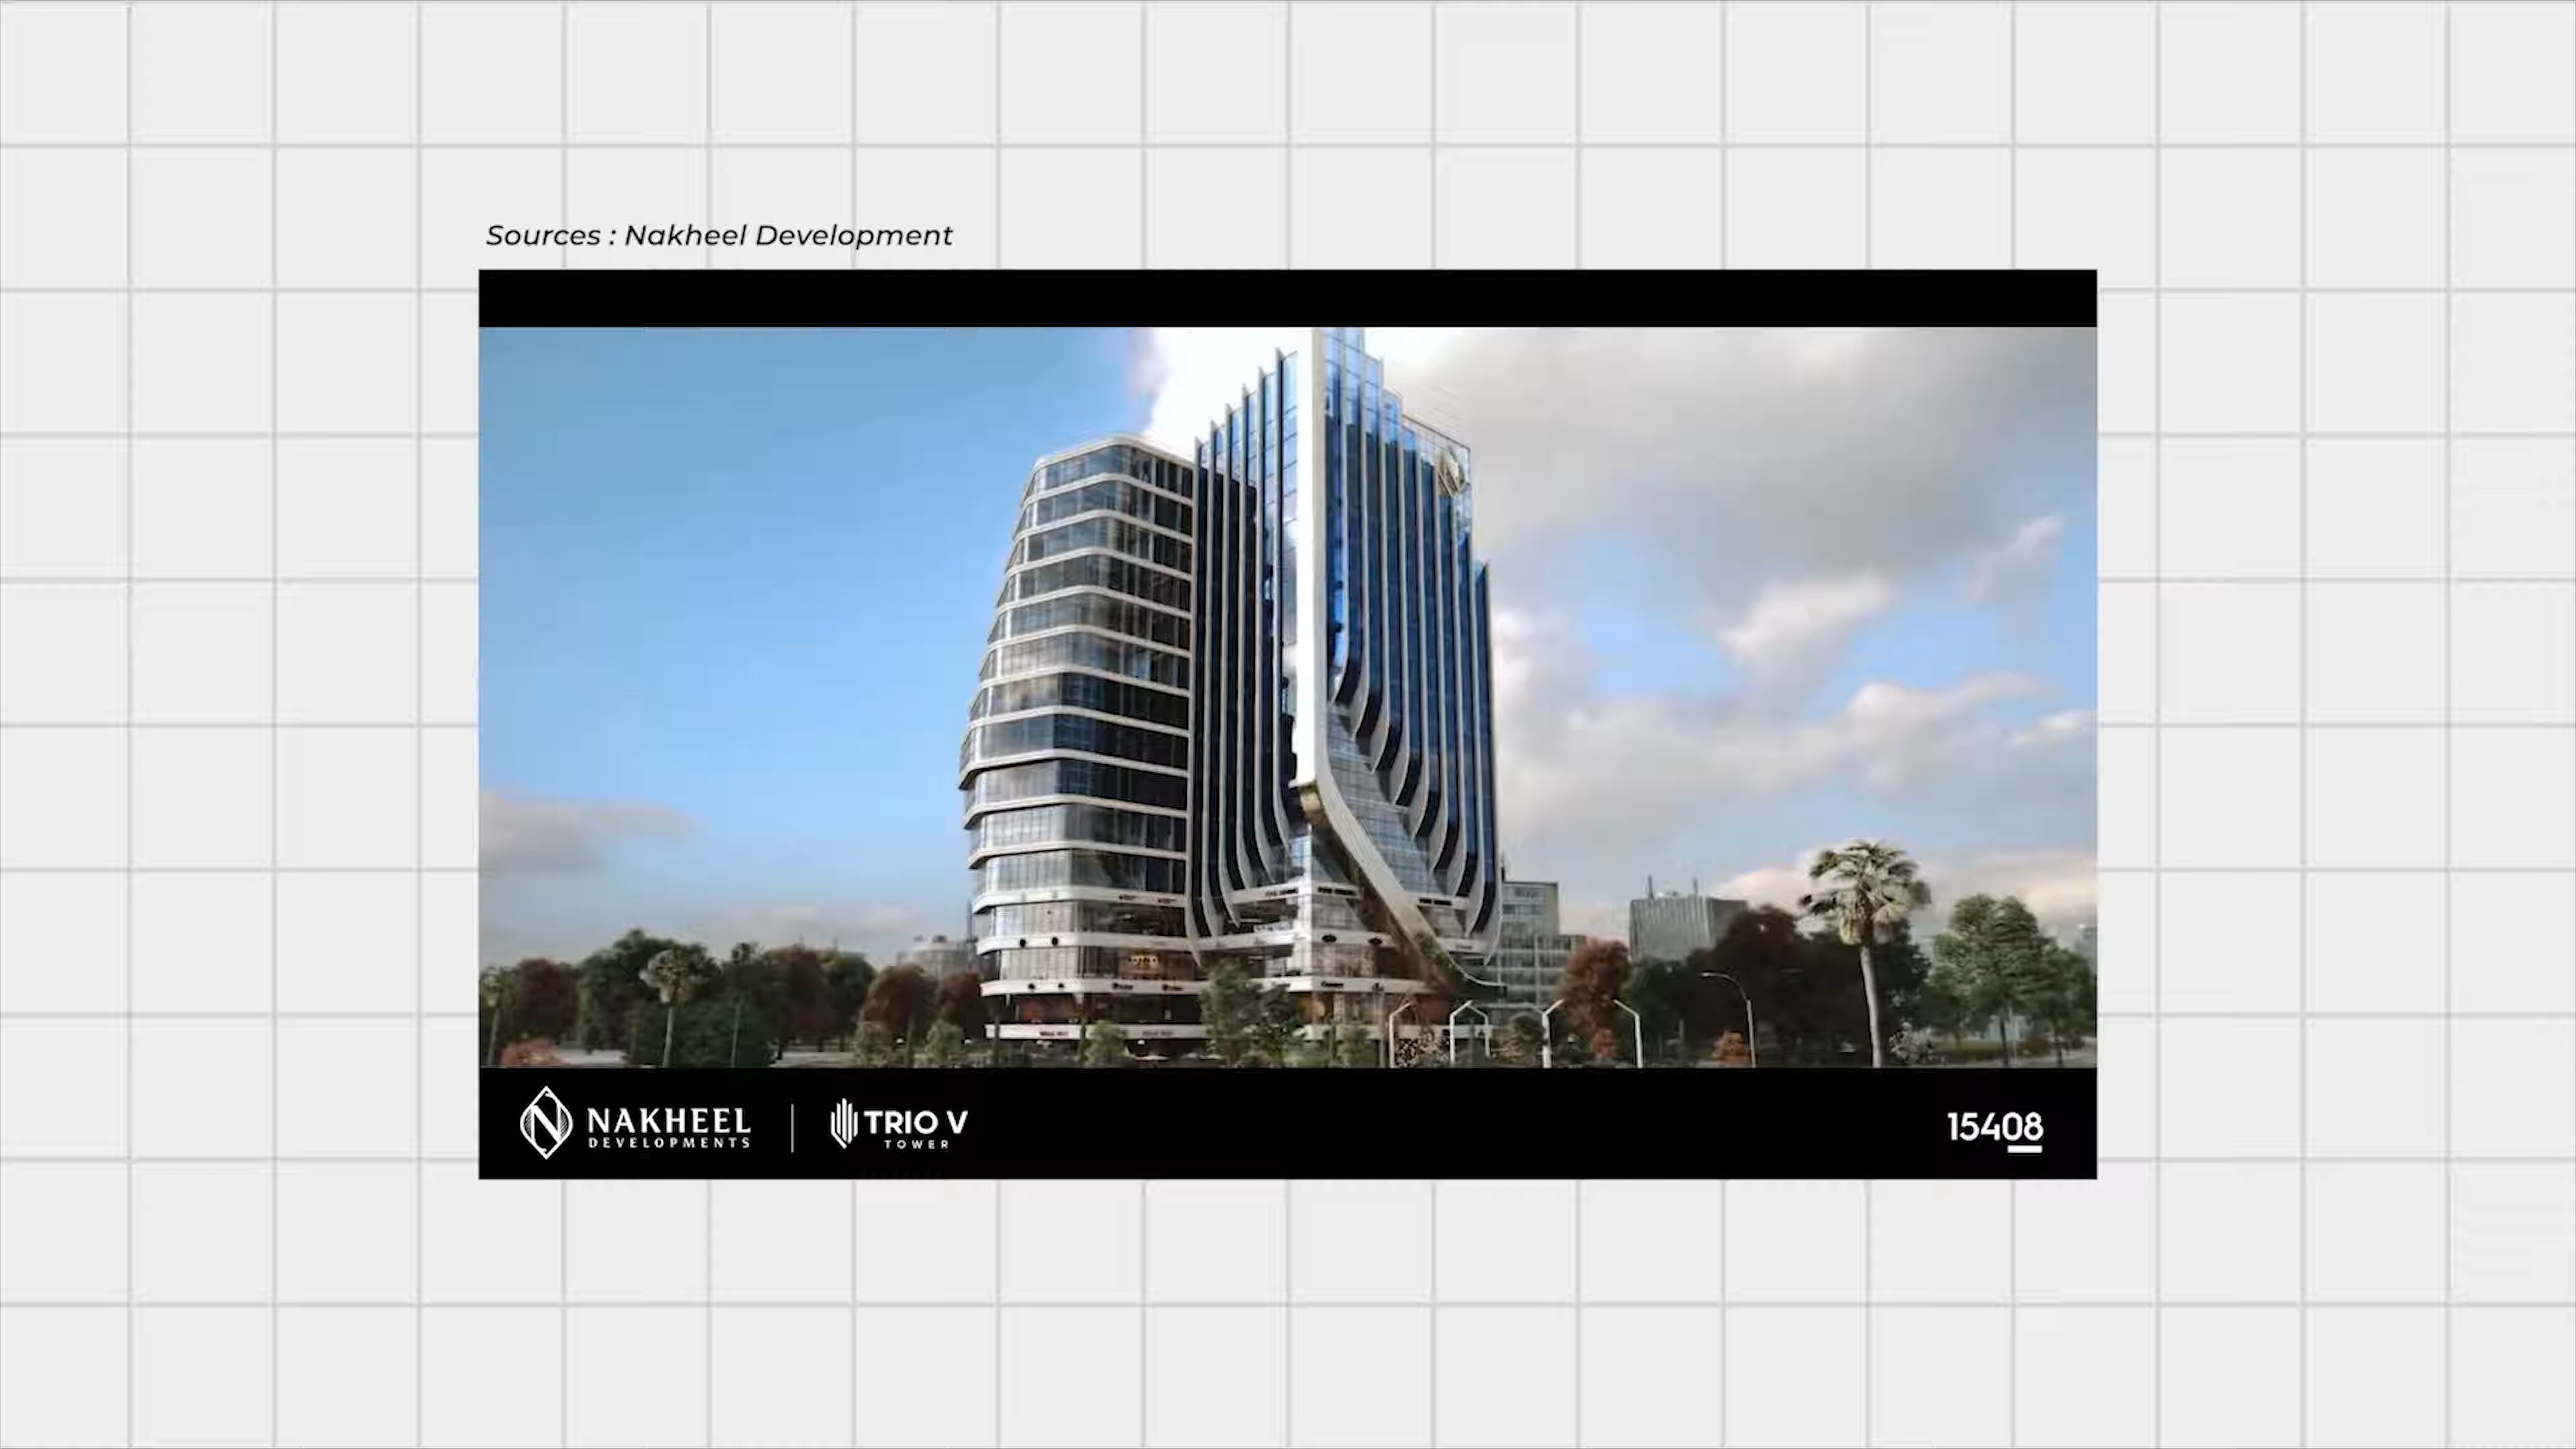 Sources : Nakheel Development
NAKHEEL
DEVELOPMENTS
TRIO V
TOWER
15408